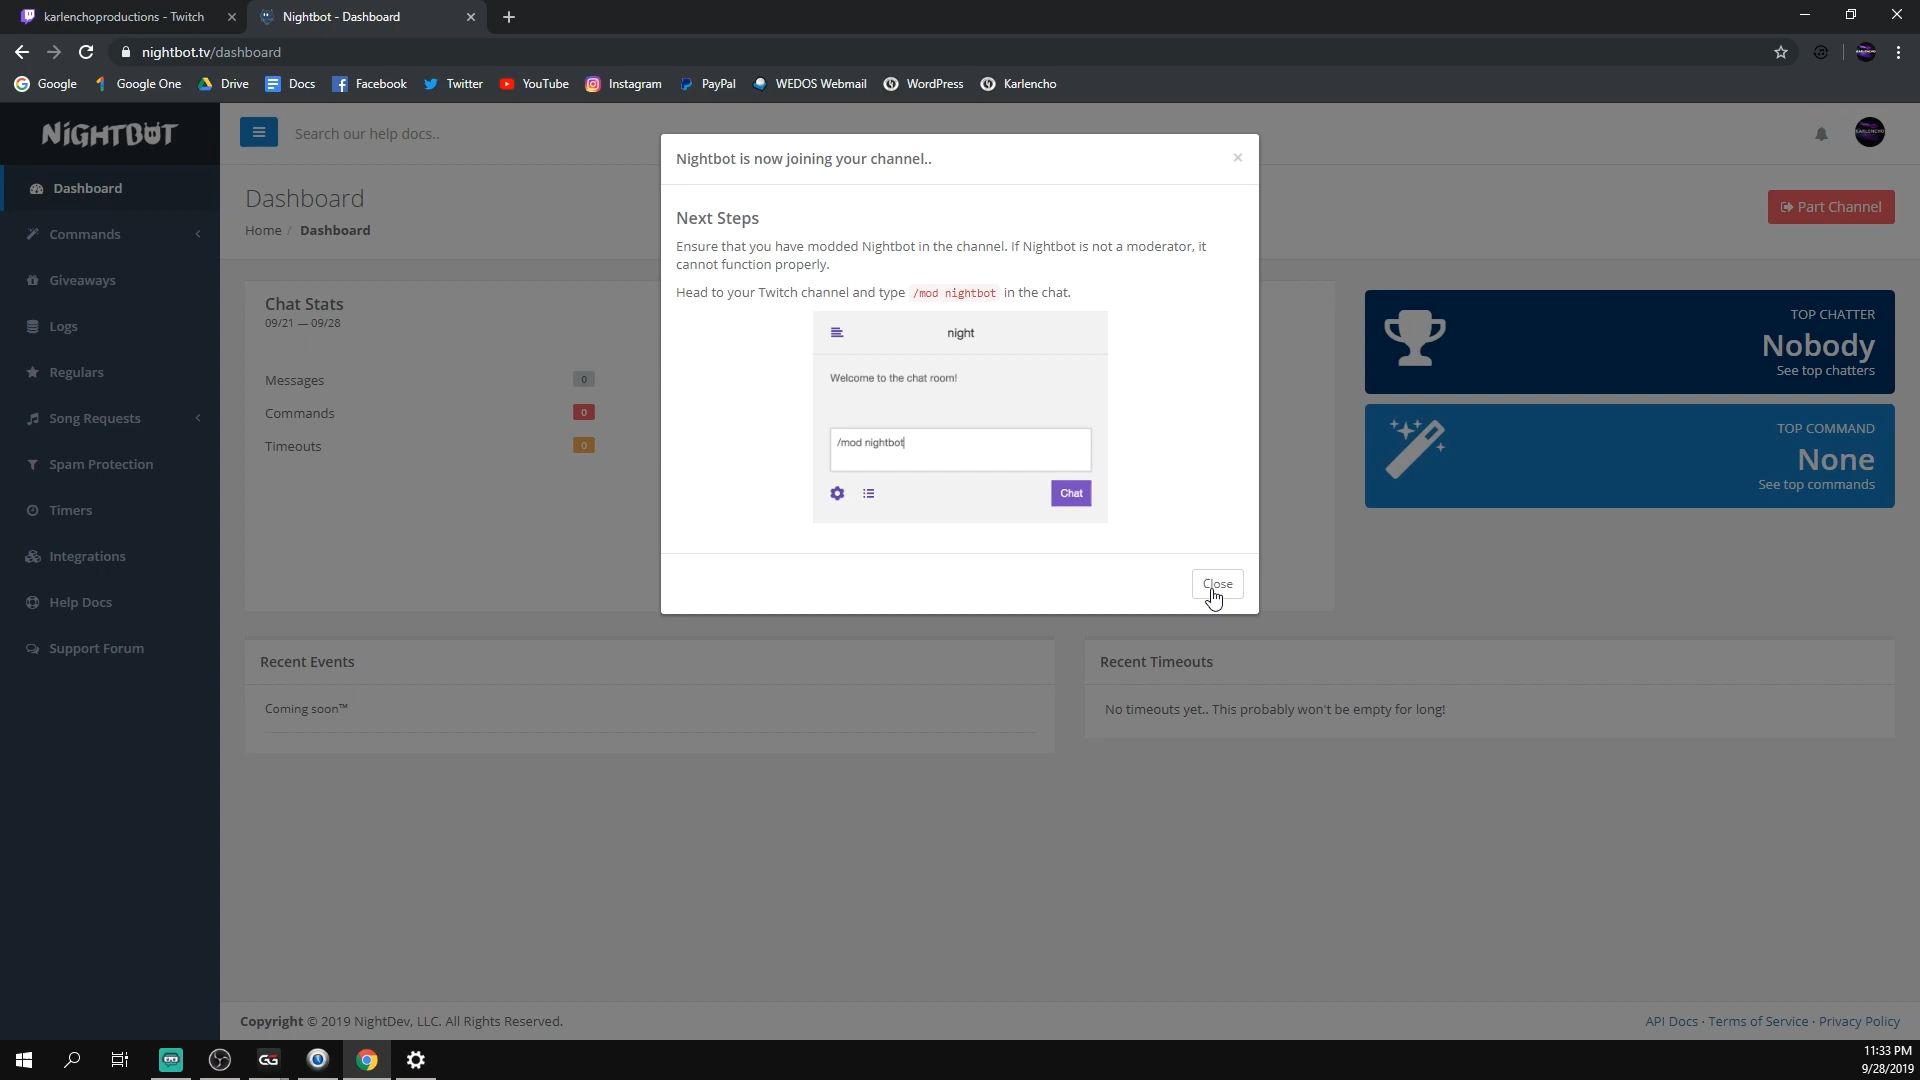 karlenchoproductions - Twitch
Nightbot - Dashboard
nightbot.tv/dashboard
Google
Google One
Drive
Docs
Facebook
Twitter
YouTube
Instagram
PayPal
WEDOS Webmail
WordPress
Karlencho
NIGHTBOT
Search our help docs..
Dashboard
Commands
Giveaways
Logs
Regulars
Song Requests
Spam Protection
Timers
Integrations
Help Docs
Support Forum
Dashboard
Home / Dashboard
Part Channel
Chat Stats
09/21 — 09/28
Messages 0
Commands 0
Timeouts 0
Nightbot is now joining your channel..
×
Next Steps
Ensure that you have modded Nightbot in the channel. If Nightbot is not a moderator, it
cannot function properly.
Head to your Twitch channel and type /mod nightbot in the chat.
night
Welcome to the chat room!
/mod nightbot
Chat
Close
TOP CHATTER
Nobody
See top chatters
TOP COMMAND
None
See top commands
Recent Events
Coming soon™
Recent Timeouts
No timeouts yet.. This probably won't be empty for long!
Copyright © 2019 NightDev, LLC. All Rights Reserved.
API Docs · Terms of Service · Privacy Policy
GG
11:33 PM
9/28/2019